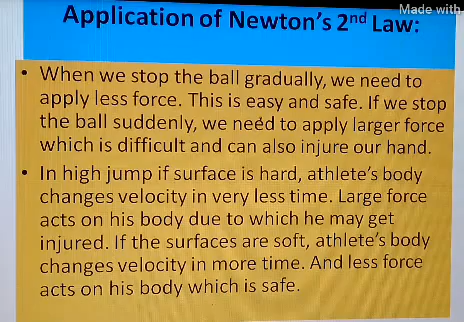 Made with
Application of Newton's 2nd Law:
• When we stop the ball gradually, we need to
apply less force. This is easy and safe. If we stop
the ball suddenly, we need to apply larger force
which is difficult and can also injure our hand.
• In high jump if surface is hard, athlete's body
changes velocity in very less time. Large force
acts on his body due to which he may get
injured. If the surfaces are soft, athlete's body
changes velocity in more time. And less force
acts on his body which is safe.